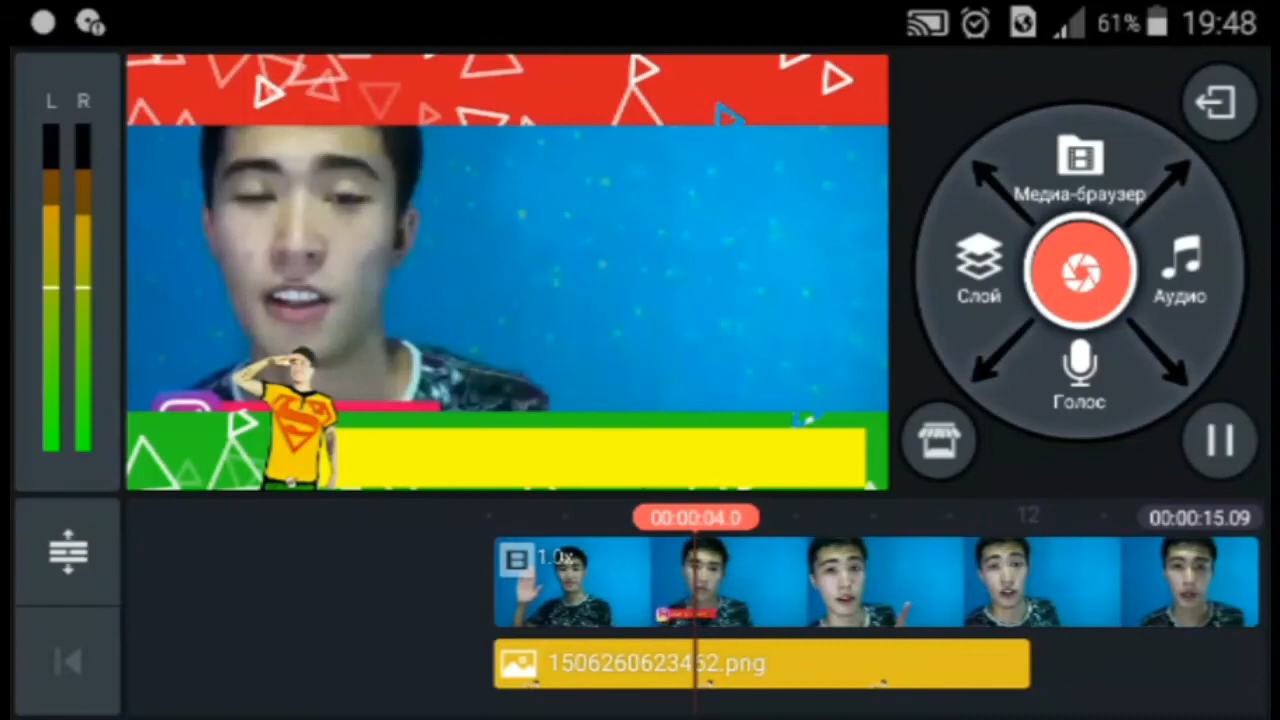 61% 19:48
L R
Медиа-браузер
Слой
Аудио
Голос
00:00:04.0
12
00:00:15.09
1.0x
1506260623462.png